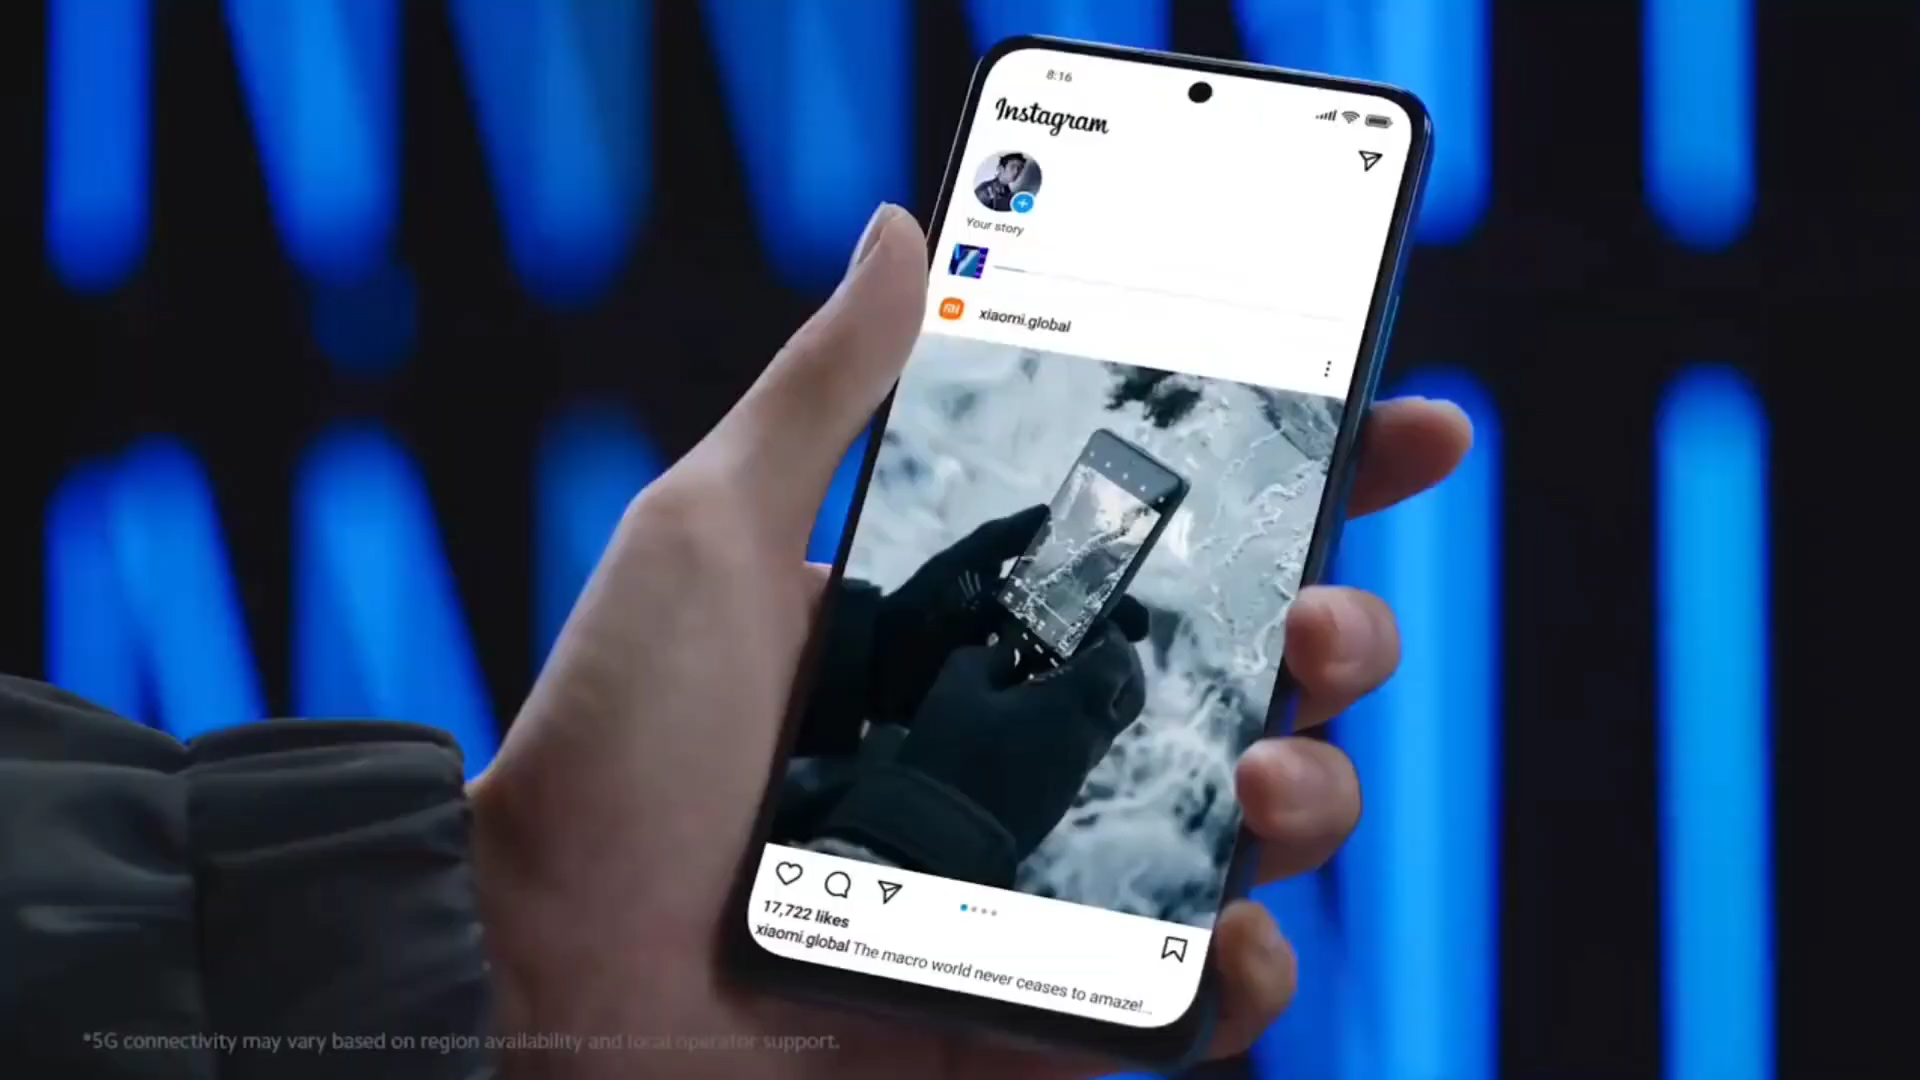 8:16
Instagram
Your story
xiaomi.global
17,722 likes
xiaomi.global The macro world never ceases to amaze!...
*5G connectivity may vary based on region availability and local operator support.